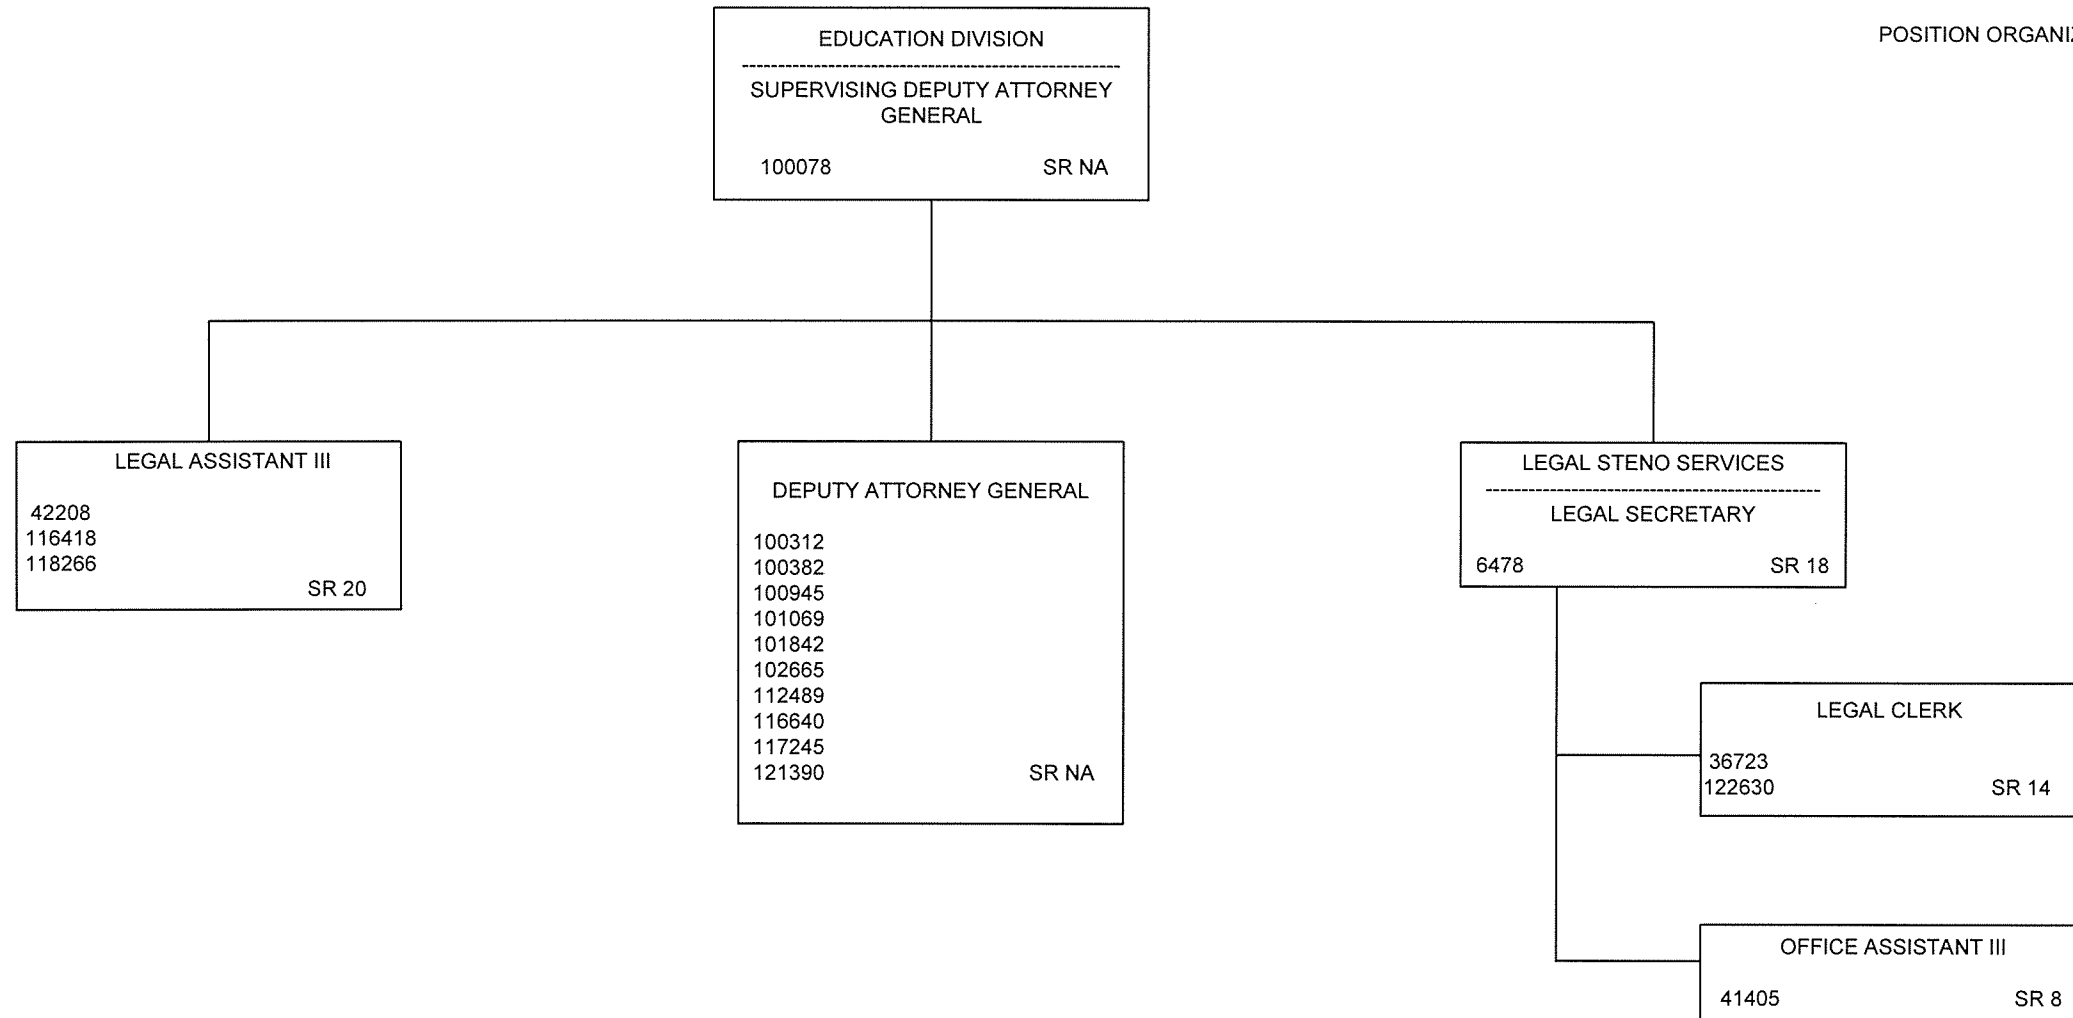 POSITION ORGANIZ
EDUCATION DIVISION
SUPERVISING DEPUTY ATTORNEY
GENERAL
100078 SR NA
LEGAL ASSISTANT III
42208
116418
118266
SR 20
DEPUTY ATTORNEY GENERAL
100312
100382
100945
101069
101842
102665
112489
116640
117245
121390 SR NA
LEGAL STENO SERVICES
LEGAL SECRETARY
6478 SR 18
LEGAL CLERK
36723
122630 SR 14
OFFICE ASSISTANT III
41405 SR 8